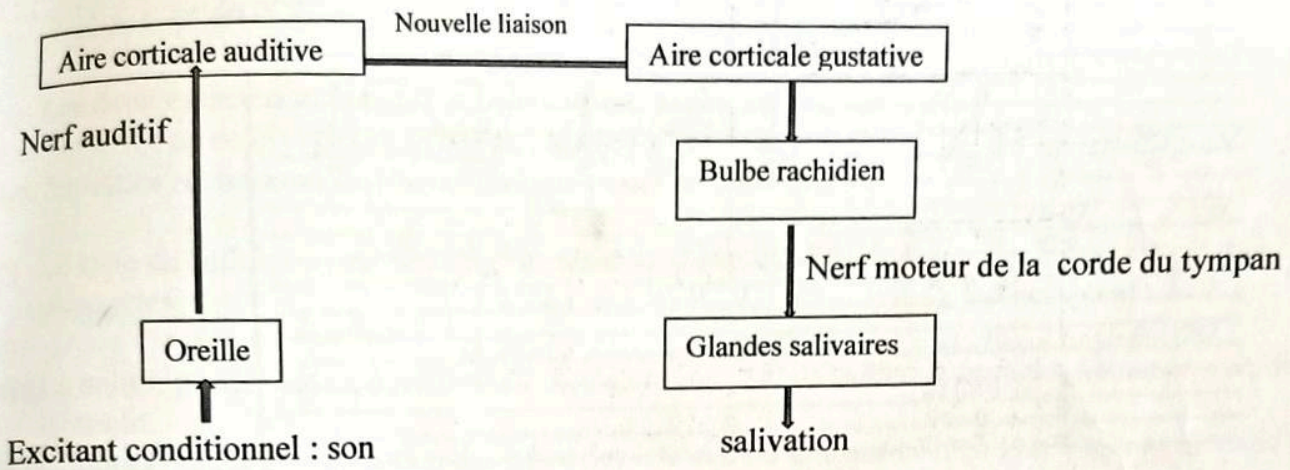 Nouvelle liaison
Aire corticale auditive
Aire corticale gustative
Nerf auditif
Bulbe rachidien
Nerf moteur de la corde du tympan
Oreille
Glandes salivaires
Excitant conditionnel : son
salivation